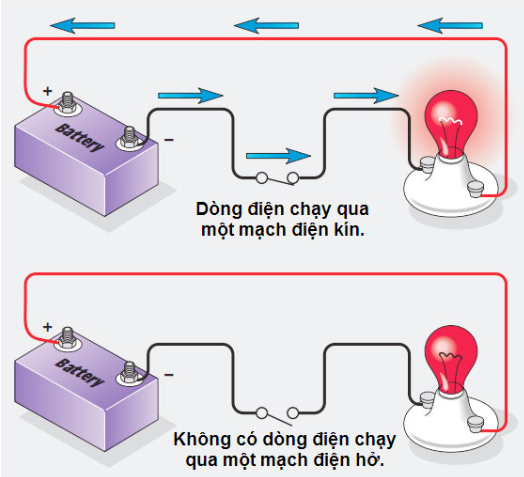 +
Battery
−
Dòng điện chạy qua
một mạch điện kín.
+
Battery
−
Không có dòng điện chạy
qua một mạch điện hở.